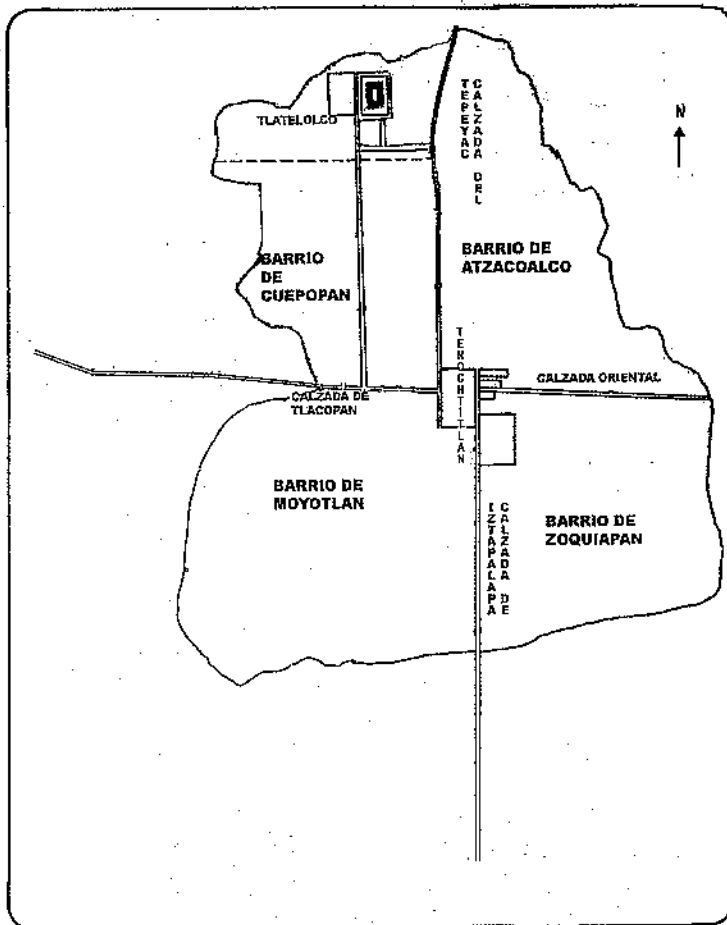 N
TLATELOLCO
CALZADA DEL
TEPEYAC
BARRIO
DE
CUEPOPAN
BARRIO DE
ATZACOALCO
TENOCHTITLAN
CALZADA ORIENTAL
CALZADA DE
TLACOPAN
BARRIO DE
MOYOTLAN
CALZADA DE
IZTAPALAPA
BARRIO DE
ZOQUIAPAN